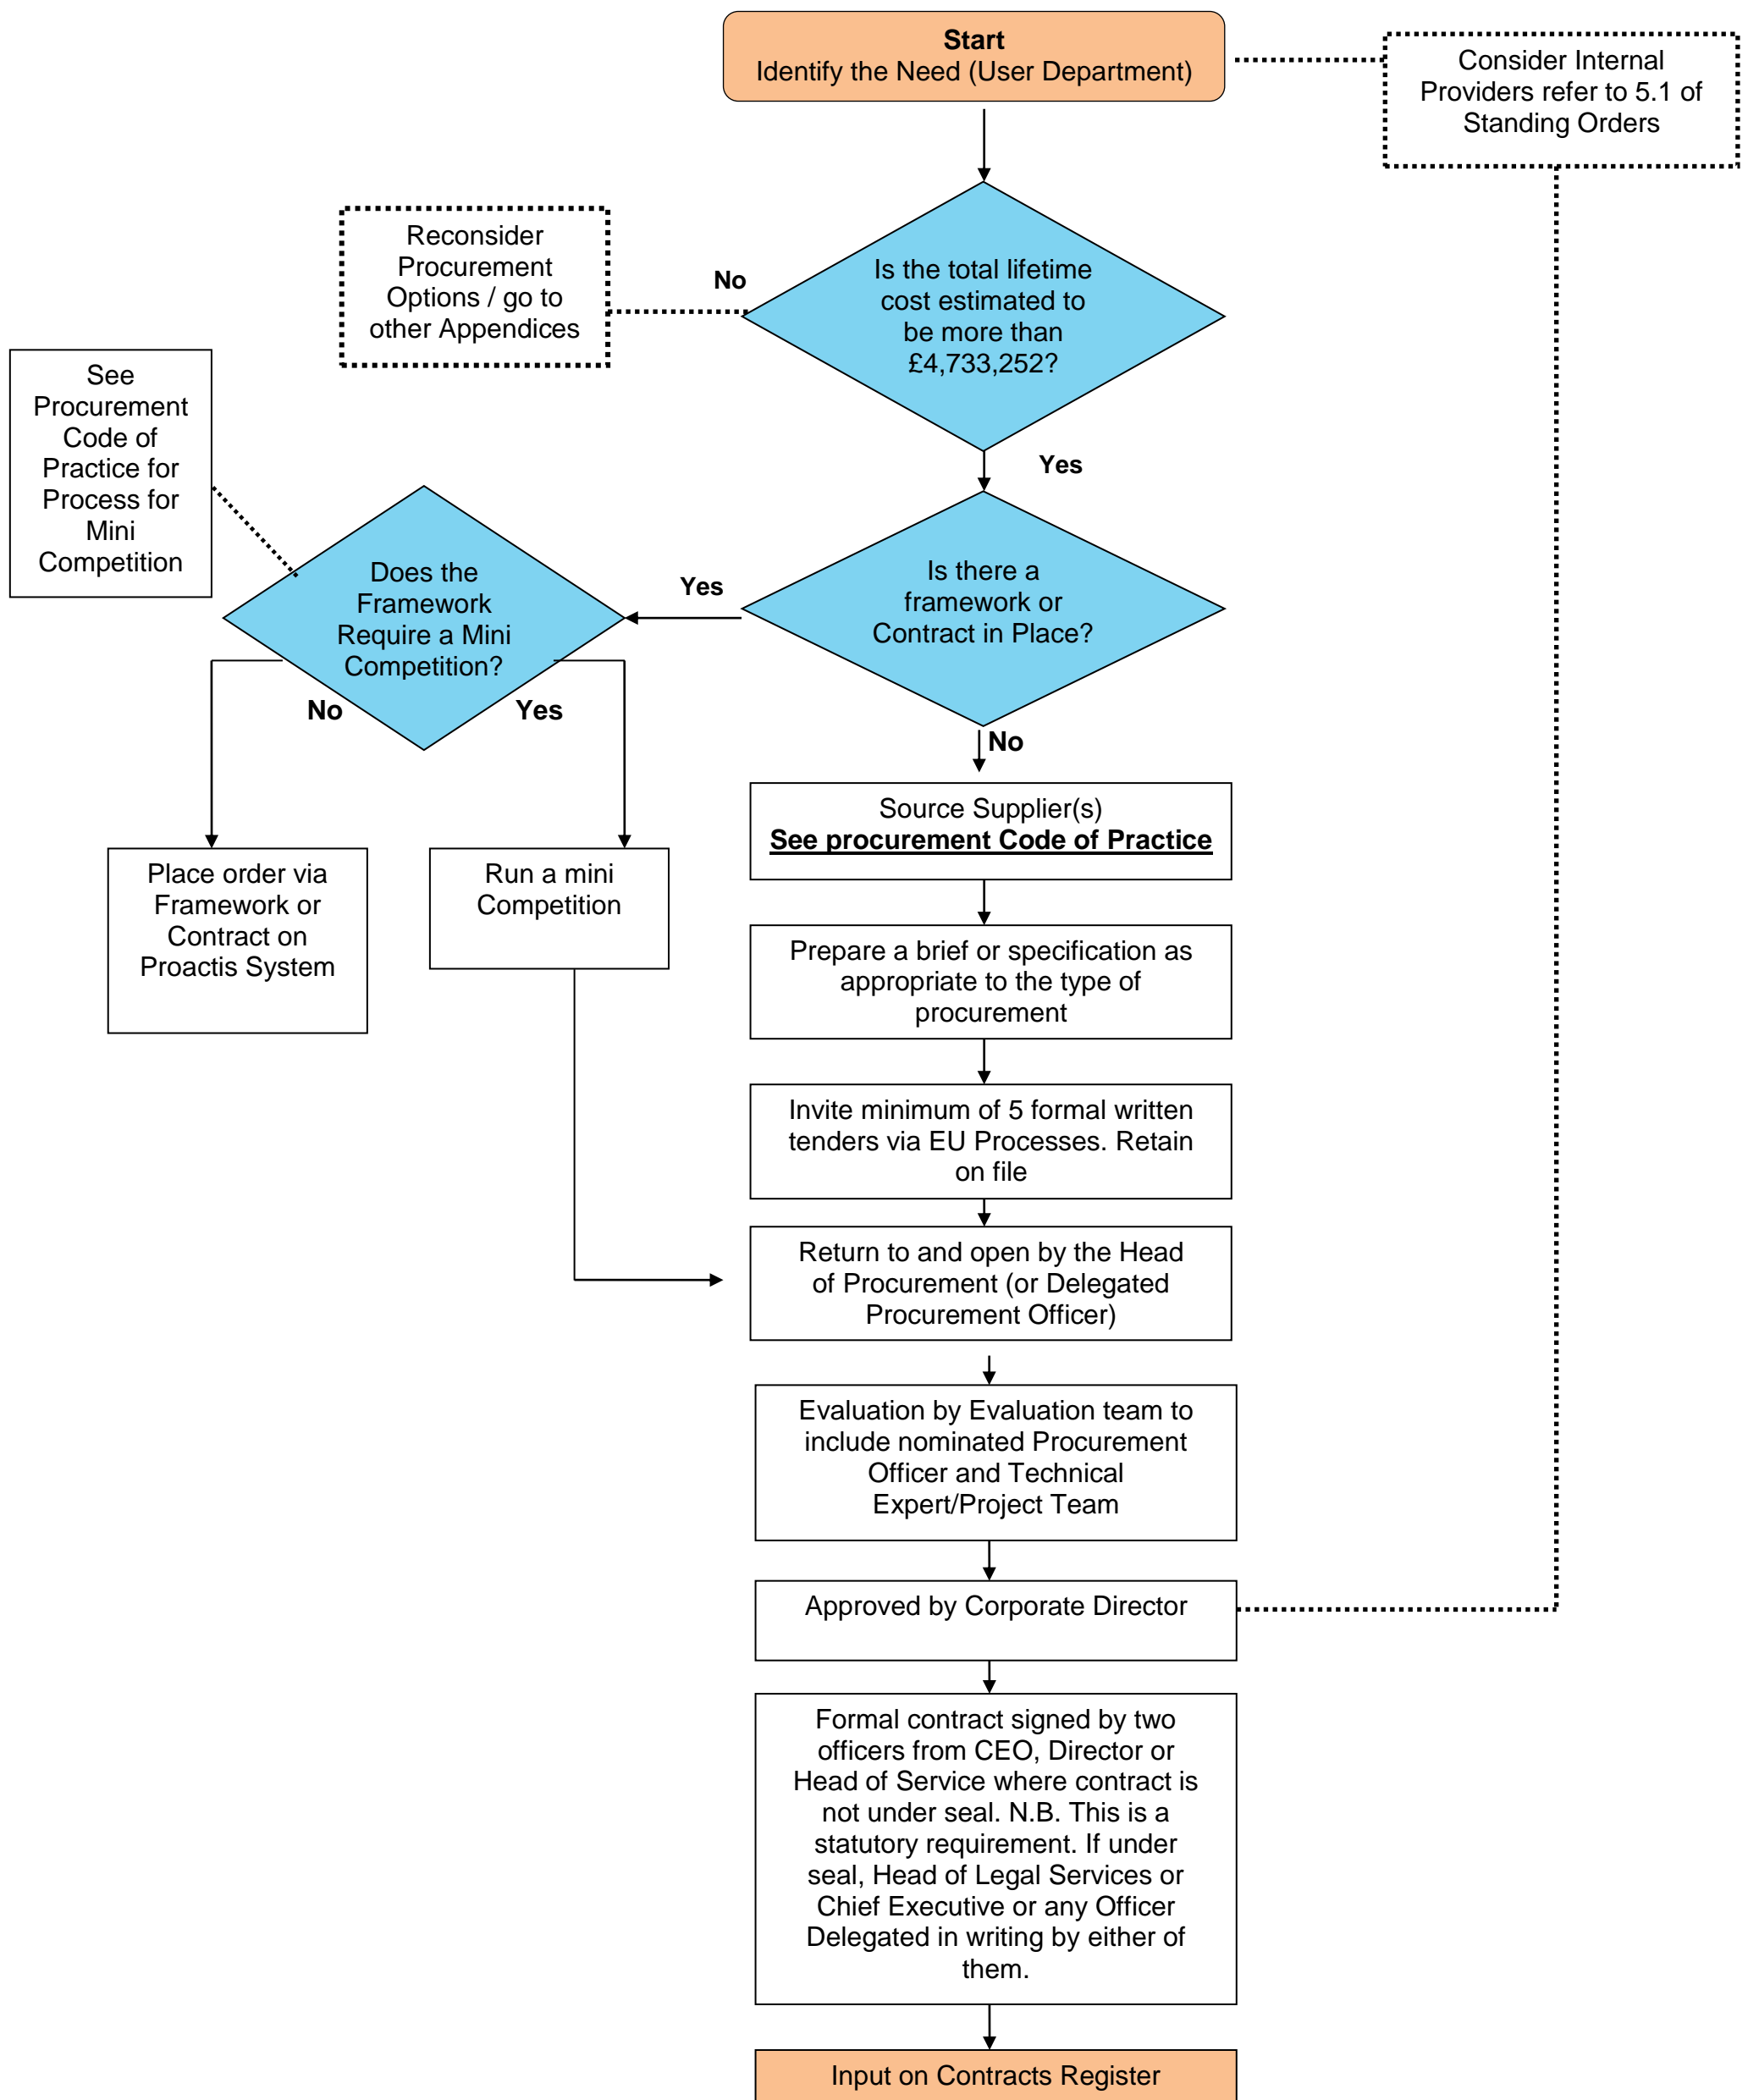 Start
Identify the Need (User Department)
Consider Internal
Providers refer to 5.1 of
Standing Orders
Reconsider
Procurement
Options / go to
other Appendices
No
Is the total lifetime
cost estimated to
be more than
£4,733,252?
See
Procurement
Code of
Practice for
Process for
Mini
Competition
Yes
Does the
Framework
Require a Mini
Competition?
Yes
Is there a
framework or
Contract in Place?
No
Yes
No
Source Supplier(s)
See procurement Code of Practice
Place order via
Framework or
Contract on
Proactis System
Run a mini
Competition
Prepare a brief or specification as
appropriate to the type of
procurement
Invite minimum of 5 formal written
tenders via EU Processes. Retain
on file
Return to and open by the Head
of Procurement (or Delegated
Procurement Officer)
Evaluation by Evaluation team to
include nominated Procurement
Officer and Technical
Expert/Project Team
Approved by Corporate Director
Formal contract signed by two
officers from CEO, Director or
Head of Service where contract is
not under seal. N.B. This is a
statutory requirement. If under
seal, Head of Legal Services or
Chief Executive or any Officer
Delegated in writing by either of
them.
Input on Contracts Register